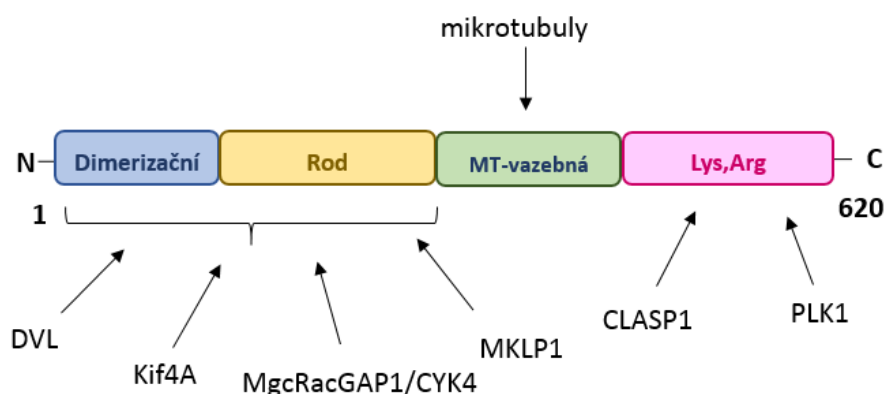 mikrotubuly
N
Dimerizační
Rod
MT-vazebná
Lys,Arg
C
1
620
DVL
Kif4A
MgcRacGAP1/CYK4
MKLP1
CLASP1
PLK1